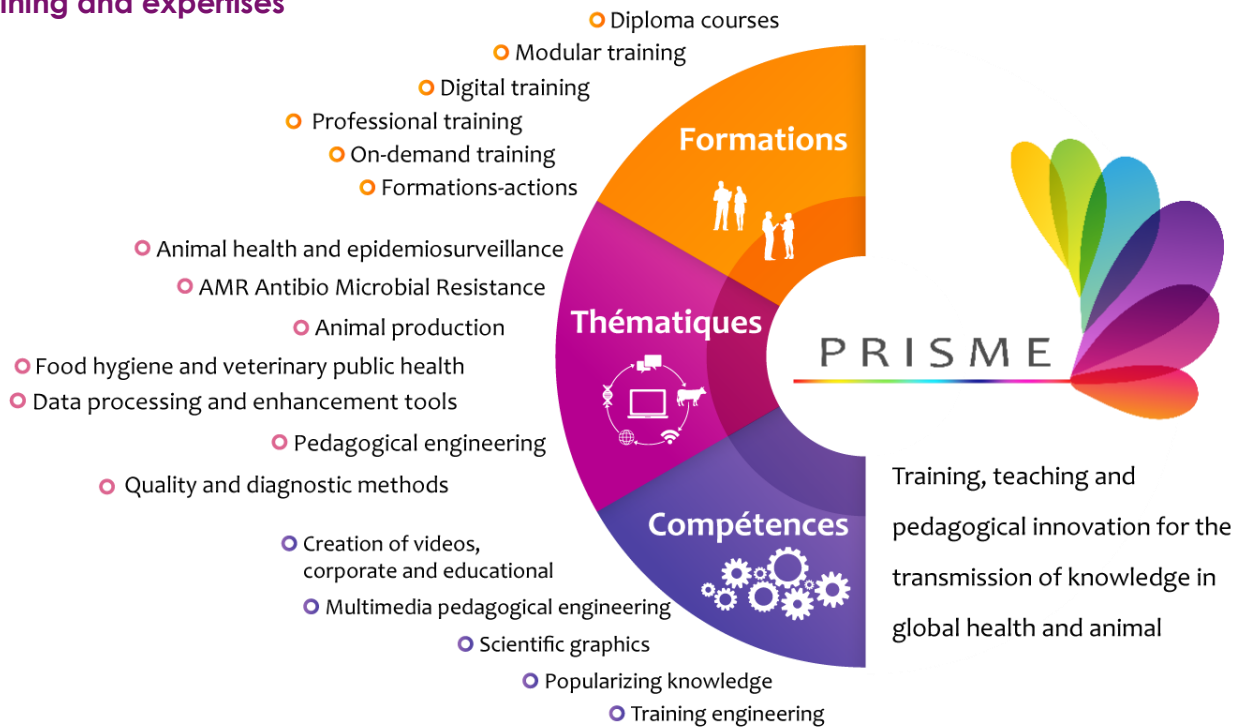 ining and expertises
Diploma courses
Modular training
Digital training
Professional training
On-demand training
Formations-actions
Formations
Animal health and epidemiosurveillance
AMR Antibio Microbial Resistance
Animal production
Food hygiene and veterinary public health
Data processing and enhancement tools
Pedagogical engineering
Quality and diagnostic methods
Thématiques
Creation of videos,
corporate and educational
Multimedia pedagogical engineering
Scientific graphics
Popularizing knowledge
Training engineering
Compétences
PRISME
Training, teaching and
pedagogical innovation for the
transmission of knowledge in
global health and animal